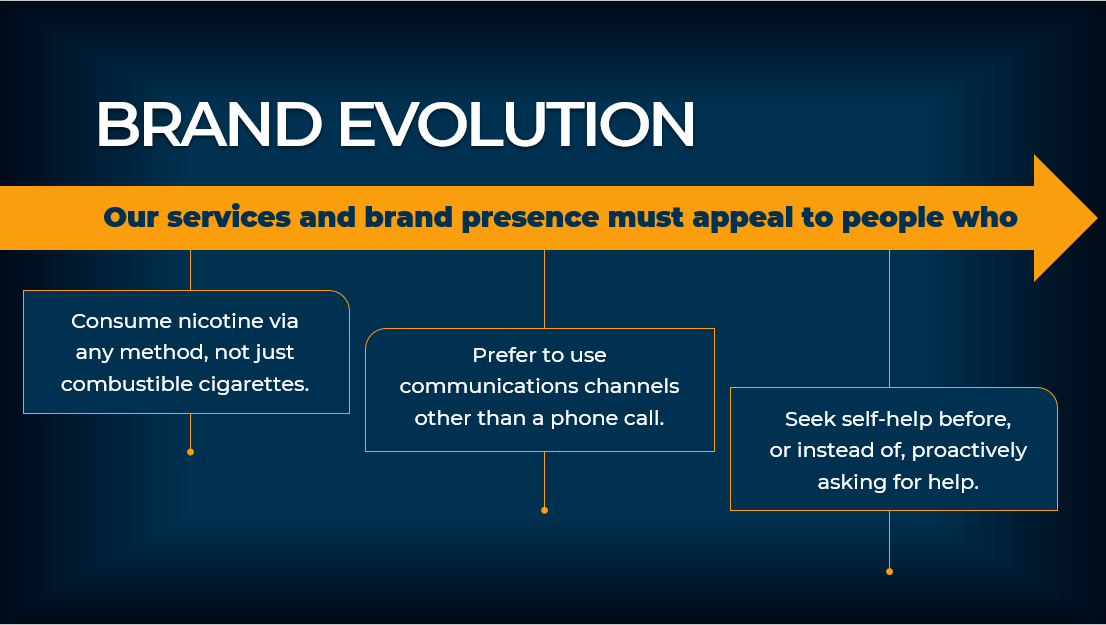 BRAND EVOLUTION
Our services and brand presence must appeal to people who
Consume nicotine via
any method, not just
combustible cigarettes.
Prefer to use
communications channels
other than a phone call.
Seek self-help before,
or instead of, proactively
asking for help.